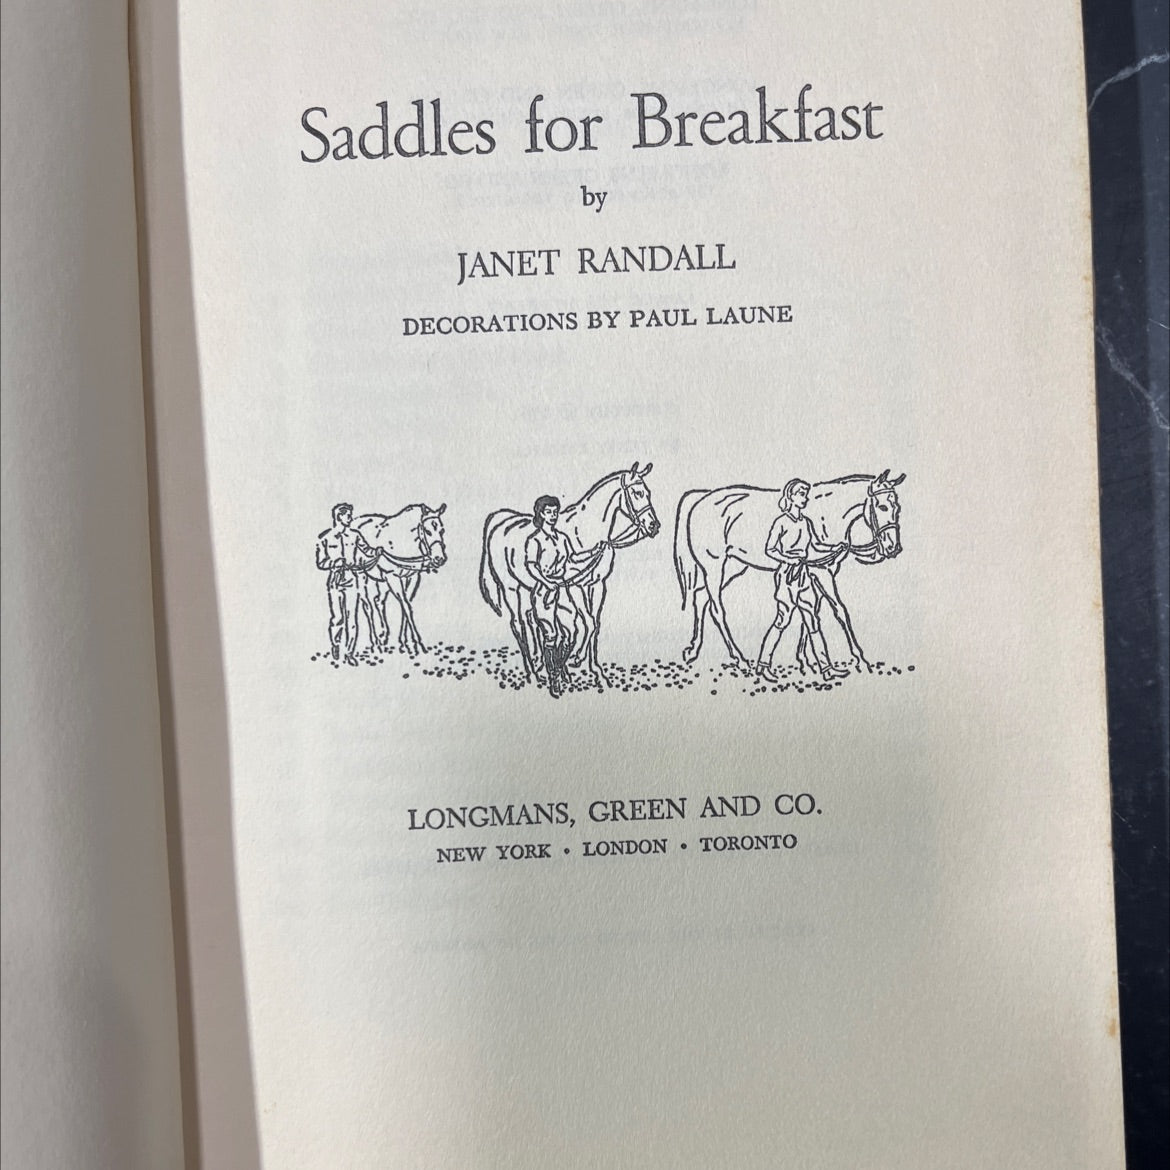 Saddles for Breakfast
by
JANET RANDALL
DECORATIONS BY PAUL LAUNE
LONGMANS, GREEN AND CO.
NEW YORK • LONDON • TORONTO